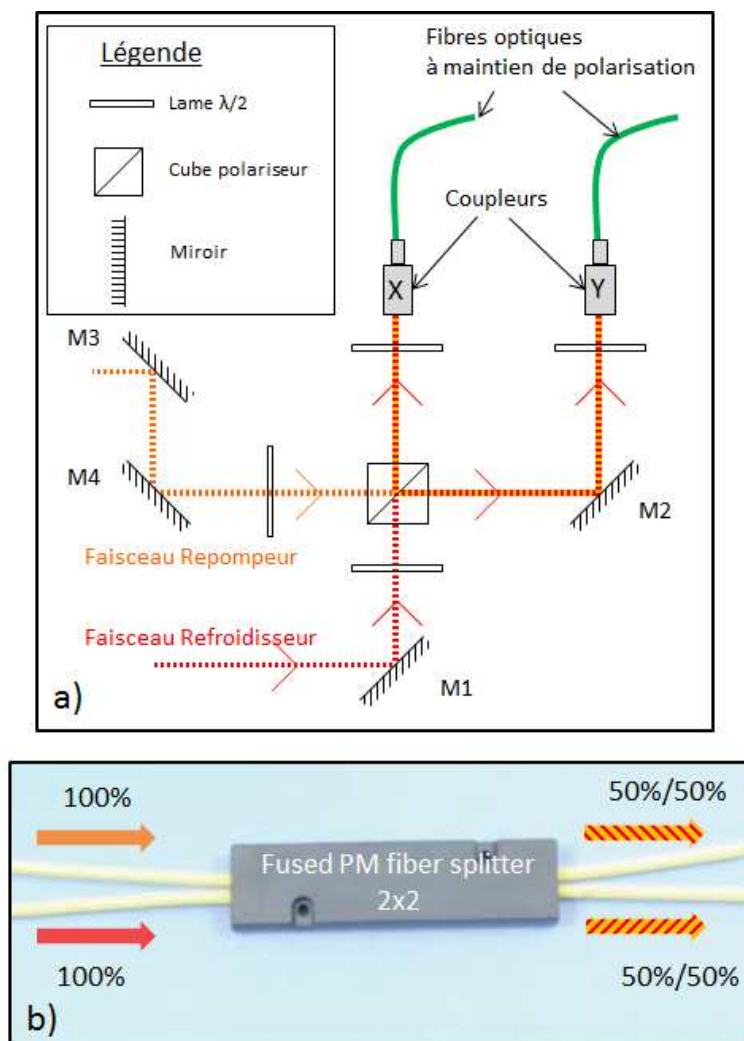 Légende
Lame λ/2
Cube polariseur
Miroir
Fibres optiques
à maintien de polarisation
Coupleurs
X
Y
M3
M4
M2
Faisceau Repompeur
Faisceau Refroidisseur
M1
a)
100%
50%/50%
Fused PM fiber splitter
2x2
100%
50%/50%
b)